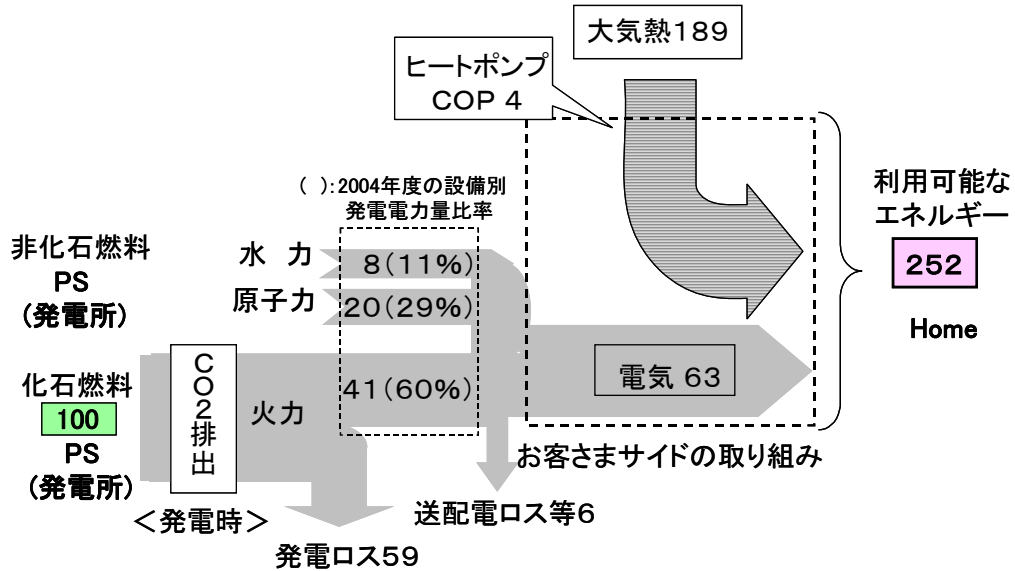 大気熱189
ヒートポンプ
COP 4
(　):2004年度の設備別
発電電力量比率
利用可能な
エネルギー
252
Home
非化石燃料
PS
(発電所)
水　力
8(11%)
原子力
20(29%)
化石燃料
100
PS
(発電所)
CO2排出
火力
41(60%)
電気 63
お客さまサイドの取り組み
＜発電時＞
送配電ロス等6
発電ロス59